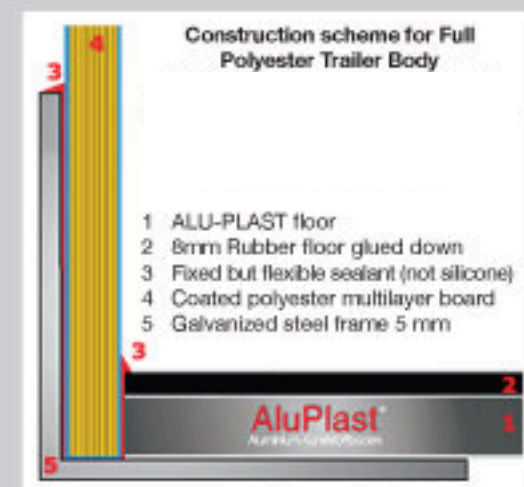 Construction scheme for Full
Polyester Trailer Body
4
3
1 ALU-PLAST floor
2 8mm Rubber floor glued down
3 Fixed but flexible sealant (not silicone)
4 Coated polyester multilayer board
5 Galvanized steel frame 5 mm
3
2
AluPlast
1
5